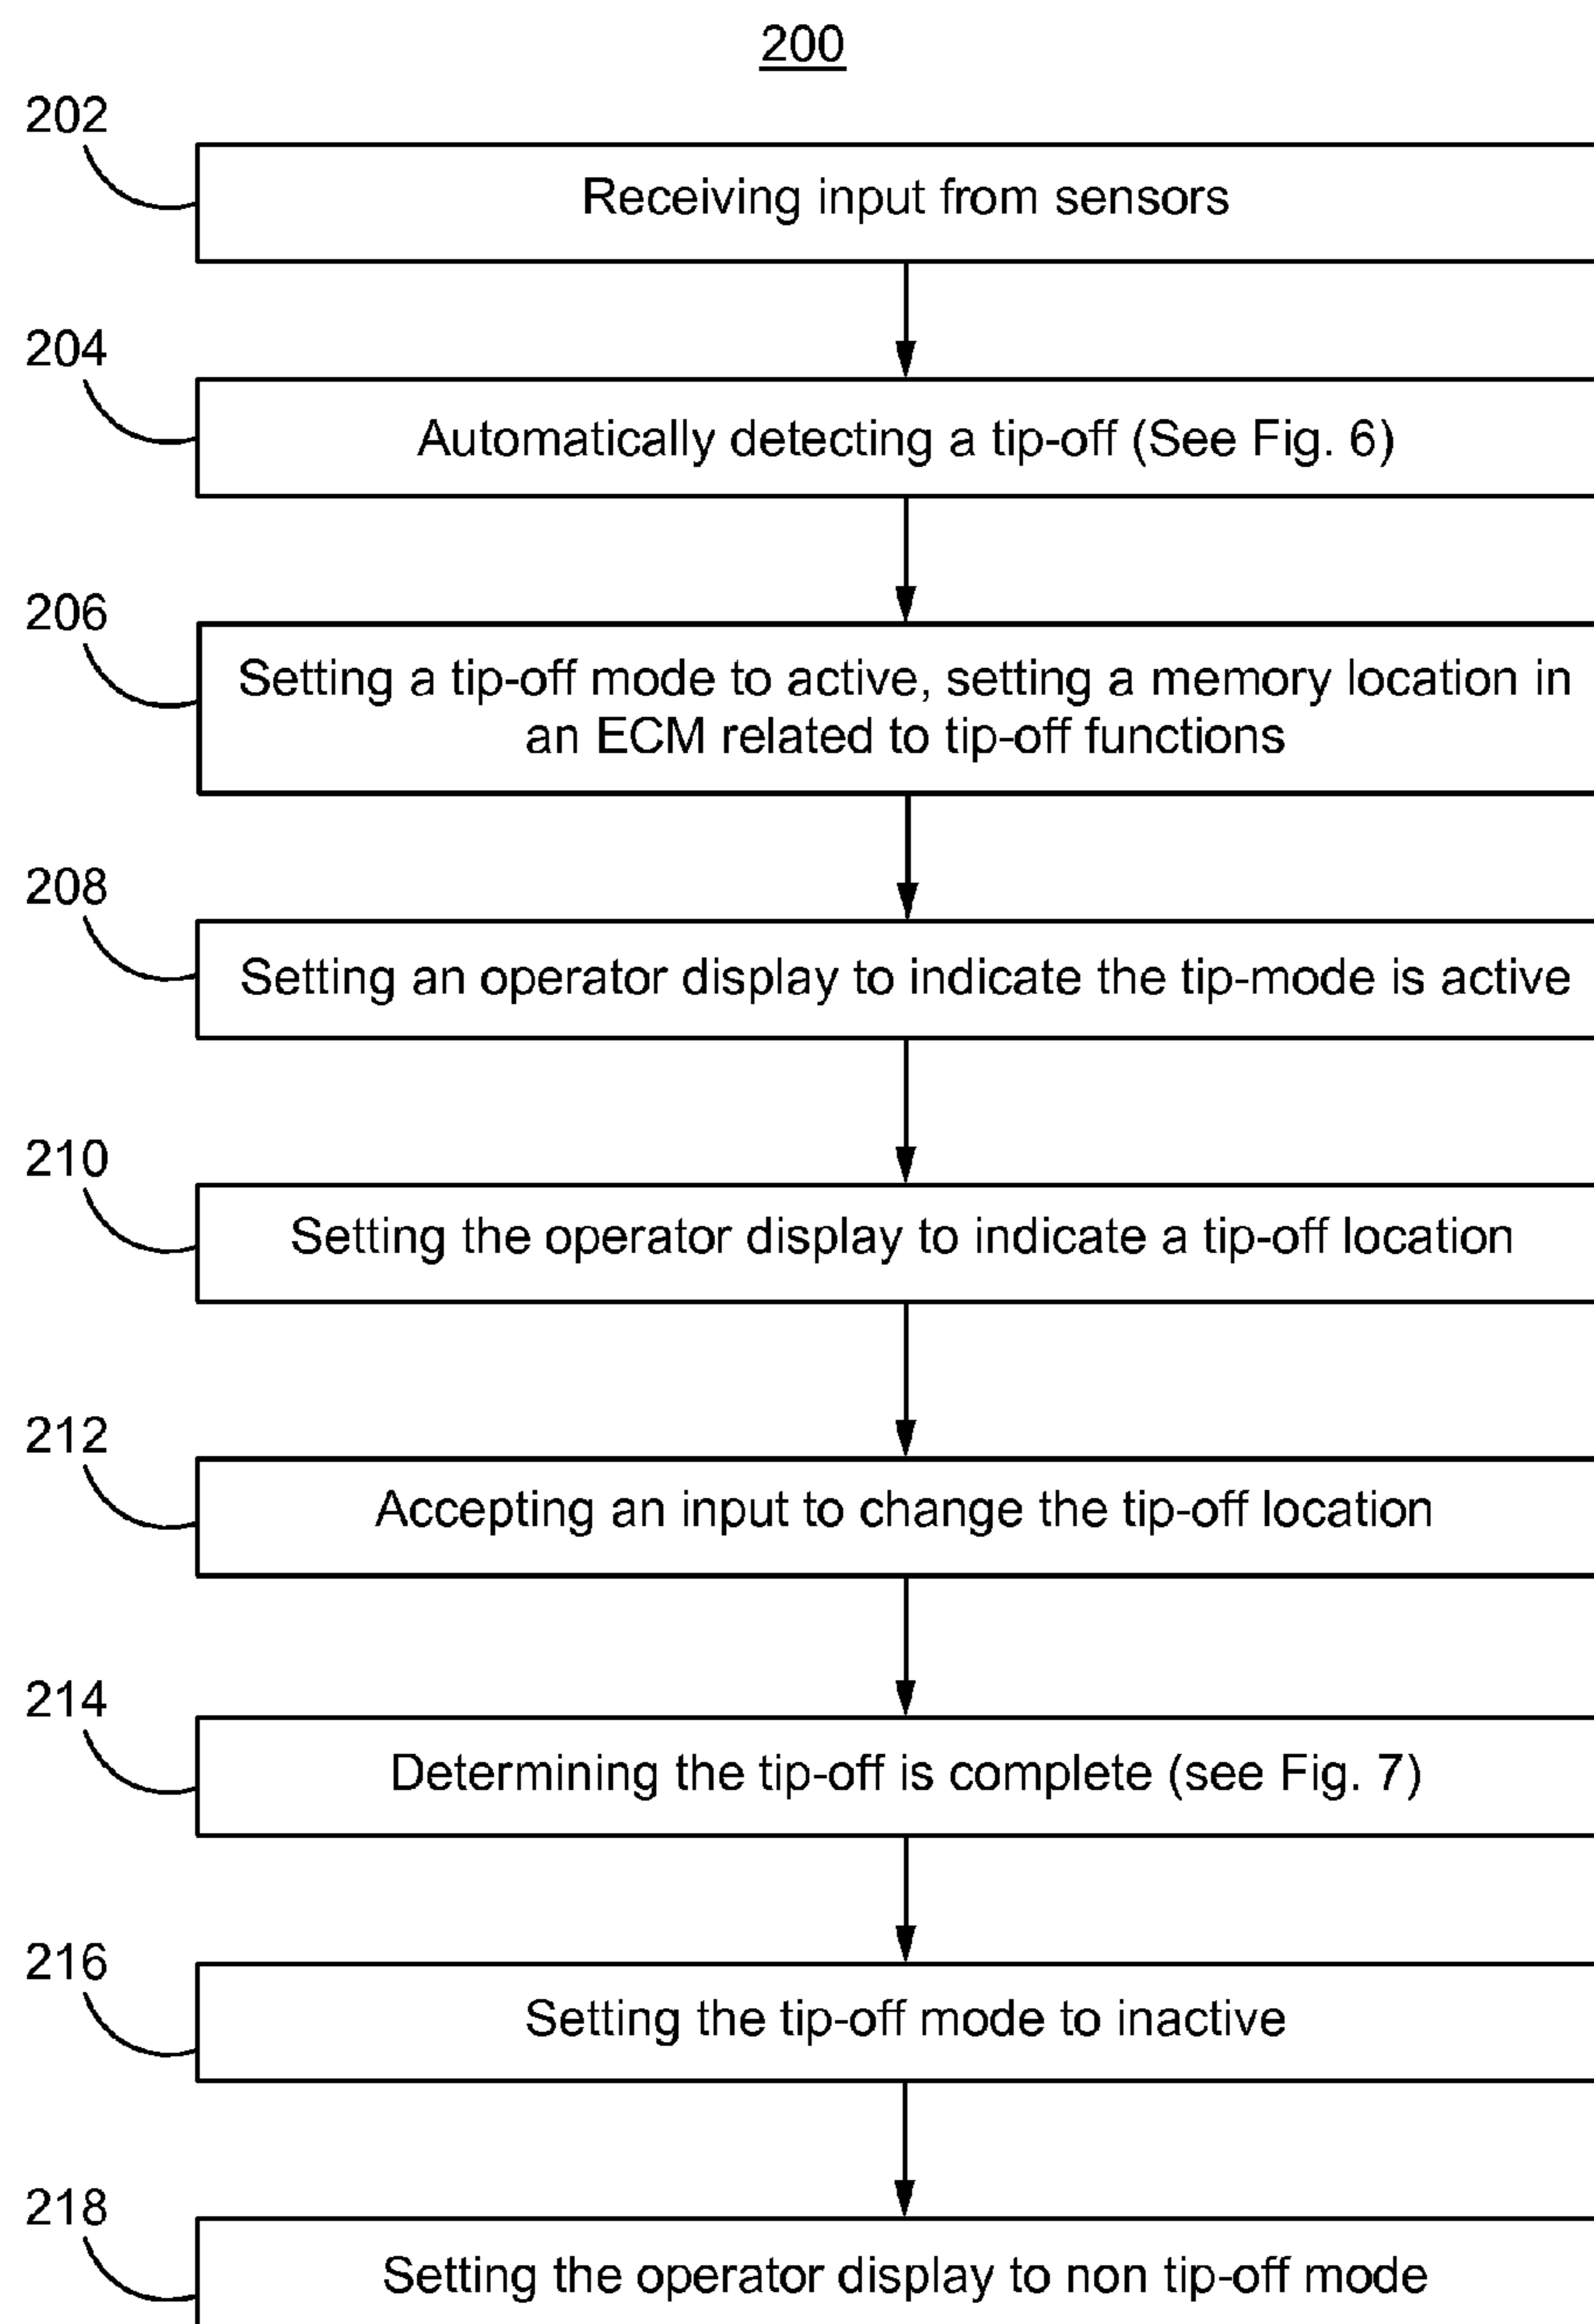 200
202
Receiving input from sensors
204
Automatically detecting a tip-off (See Fig. 6)
206
Setting a tip-off mode to active, setting a memory location in
an ECM related to tip-off functions
208
Setting an operator display to indicate the tip-mode is active
210
Setting the operator display to indicate a tip-off location
212
Accepting an input to change the tip-off location
214
Determining the tip-off is complete (see Fig. 7)
216
Setting the tip-off mode to inactive
218
Setting the operator display to non tip-off mode